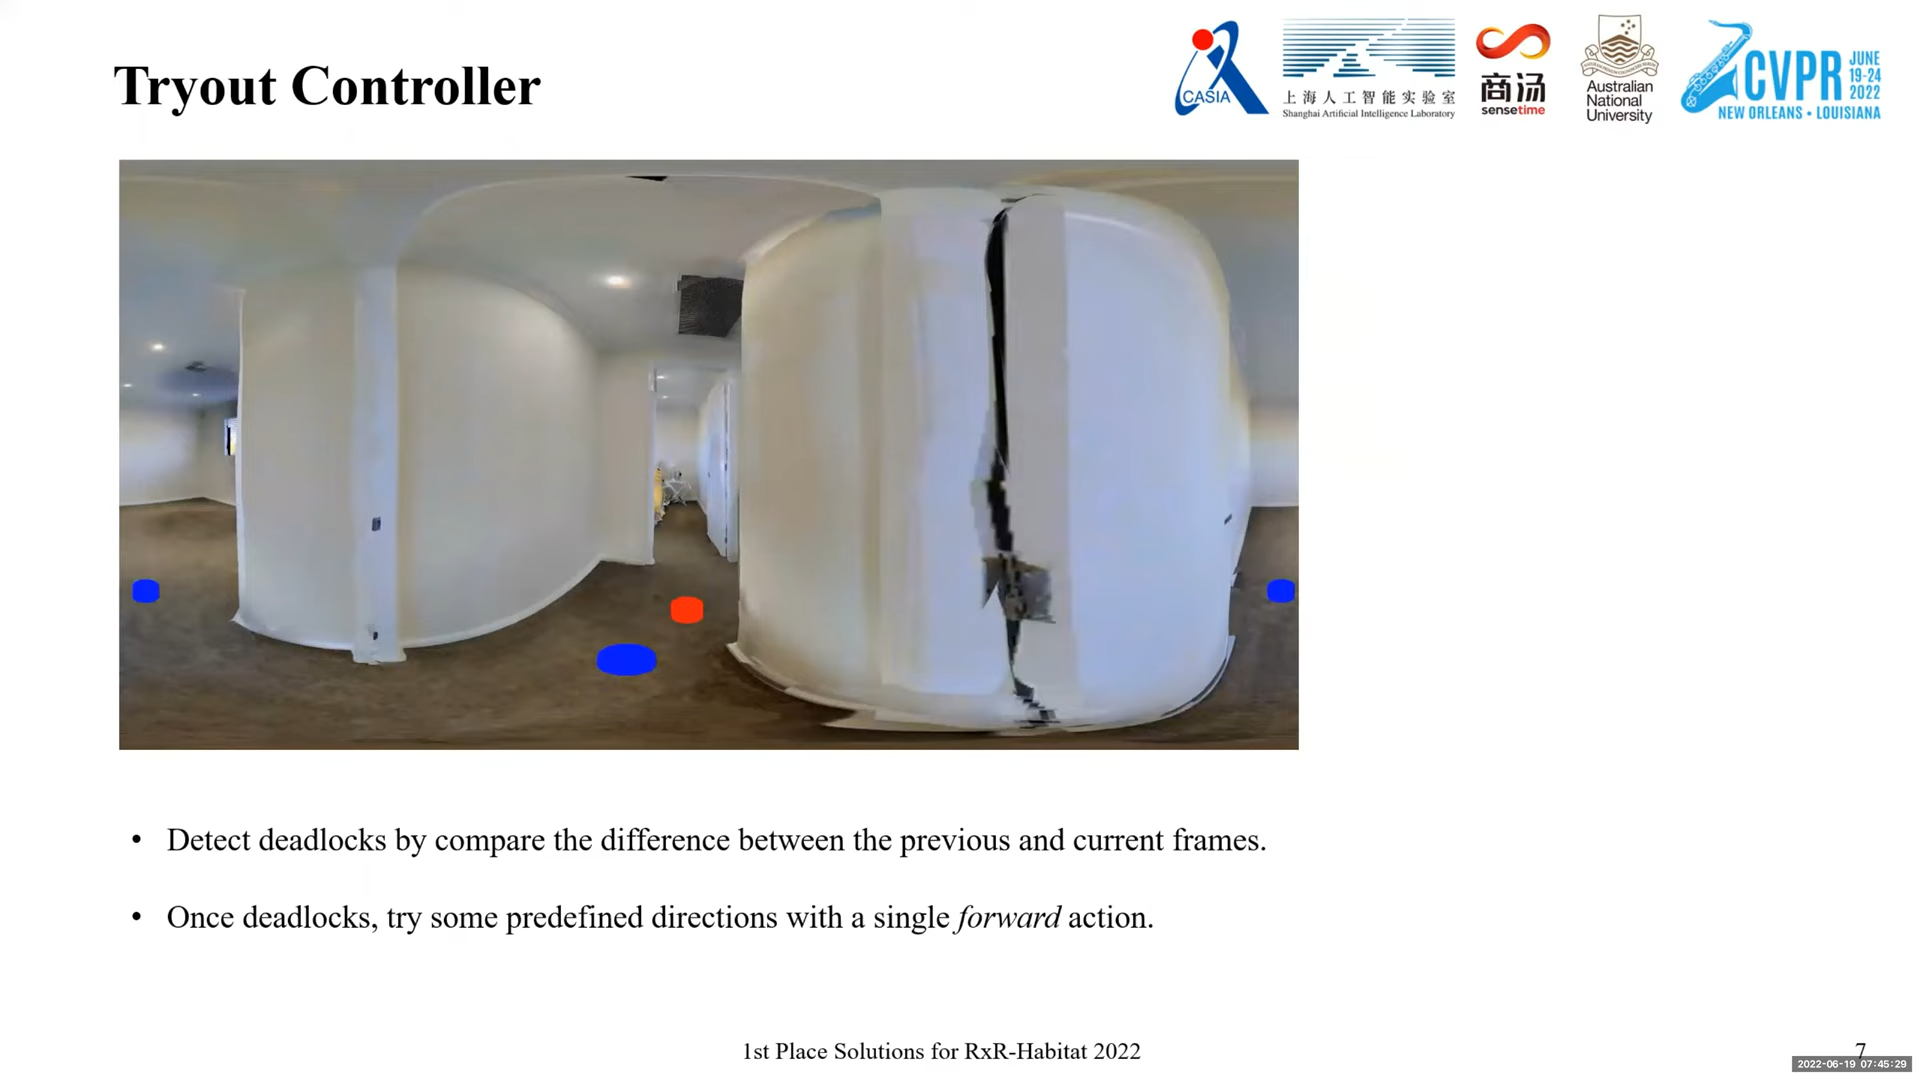 Tryout Controller
CASIA
上海人工智能实验室
Shanghai Artificial Intelligence Laboratory
商汤
sensetime
Australian
National
University
CVPR
JUNE
19-24
2022
NEW ORLEANS • LOUISIANA
• Detect deadlocks by compare the difference between the previous and current frames.
• Once deadlocks, try some predefined directions with a single forward action.
1st Place Solutions for RxR-Habitat 2022
7
2022-06-19 07:45:29